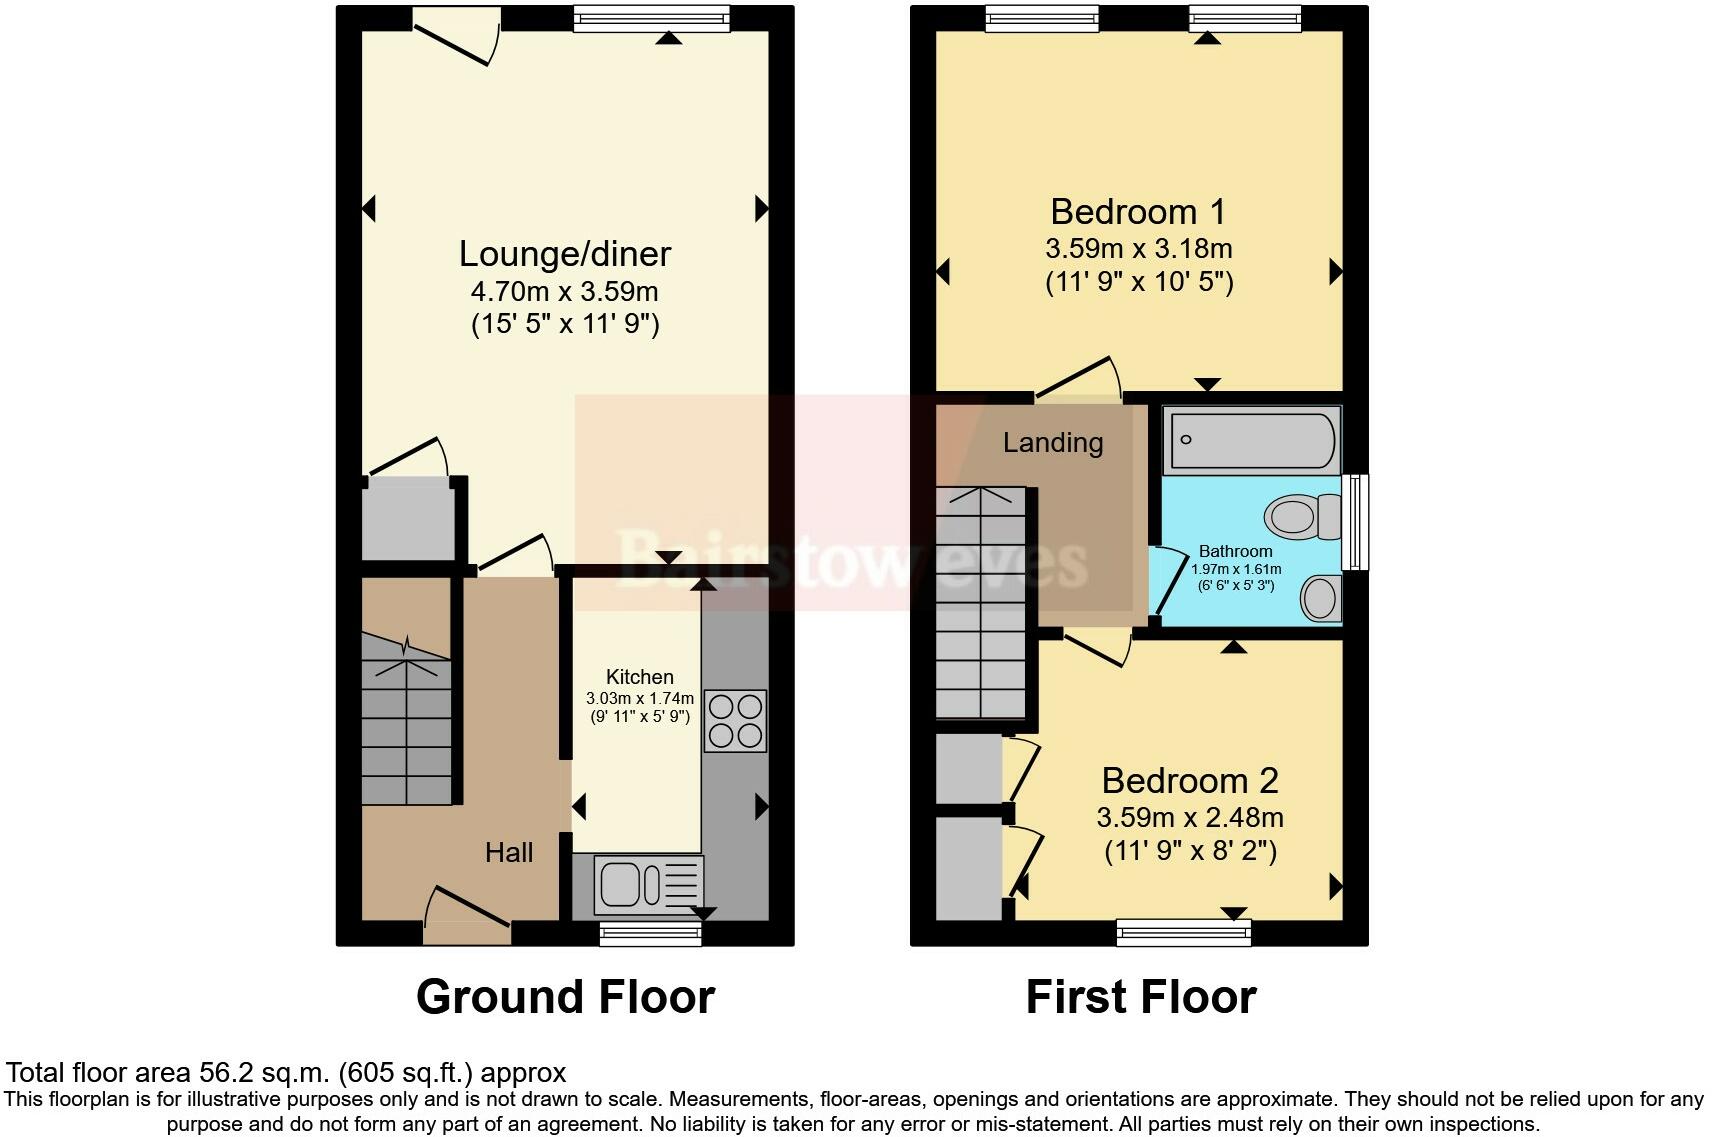 Lounge/diner
4.70m x 3.59m
(15' 5" x 11' 9")
Kitchen
3.03m x 1.74m
(9' 11" x 5' 9")
Hall
Ground Floor
Bedroom 1
3.59m x 3.18m
(11' 9" x 10' 5")
Landing
Bathroom
1.97m x 1.61m
(6' 6" x 5' 3")
Bedroom 2
3.59m x 2.48m
(11' 9" x 8' 2")
First Floor
Bairstow eves
Total floor area 56.2 sq.m. (605 sq.ft.) approx
This floorplan is for illustrative purposes only and is not drawn to scale. Measurements, floor-areas, openings and orientations are approximate. They should not be relied upon for any
purpose and do not form any part of an agreement. No liability is taken for any error or mis-statement. All parties must rely on their own inspections.